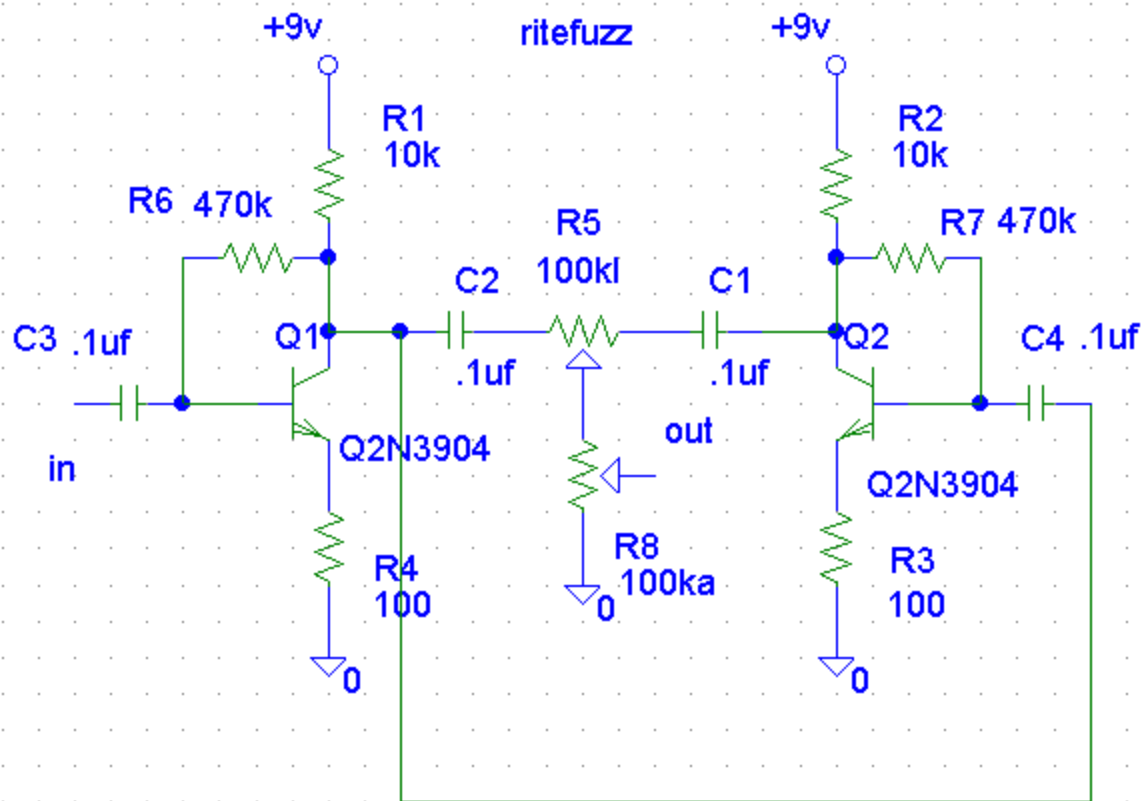 +9v
ritefuzz
+9v
R1
10k
R2
10k
R6 470k
R5
100kl
R7 470k
C2
C1
C3 .1uf
Q1
Q2
C4 .1uf
.1uf
.1uf
in
Q2N3904
out
Q2N3904
R4
100
R8
100ka
R3
100
0
0
0